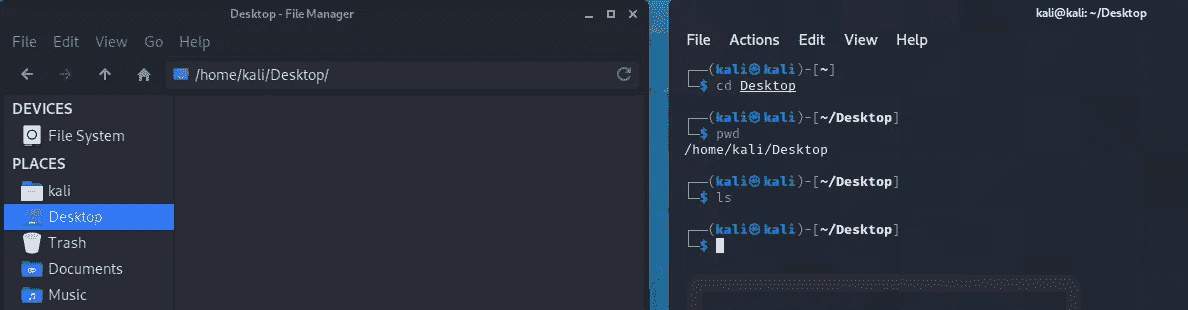 Desktop - File Manager
File Edit View Go Help
/home/kali/Desktop/
DEVICES
File System
PLACES
kali
Desktop
Trash
Documents
Music
kali@kali: ~/Desktop
File Actions Edit View Help
┌──(kali㉿kali)-[~]
└─$ cd Desktop
┌──(kali㉿kali)-[~/Desktop]
└─$ pwd
/home/kali/Desktop
┌──(kali㉿kali)-[~/Desktop]
└─$ ls
┌──(kali㉿kali)-[~/Desktop]
└─$